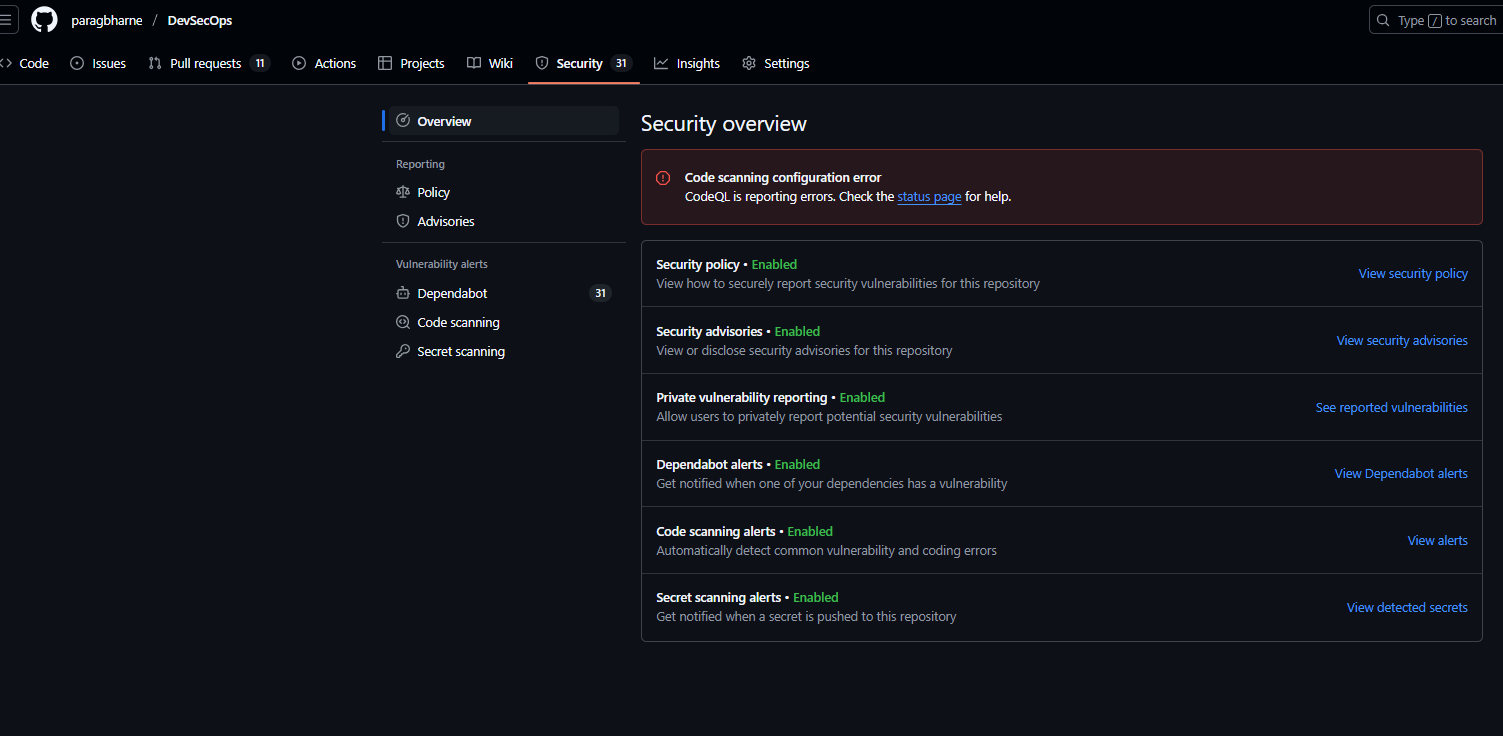 paragbharne / DevSecOps
Type / to search
Code Issues Pull requests 11 Actions Projects Wiki Security 31 Insights Settings
Overview
Reporting
Policy
Advisories
Vulnerability alerts
Dependabot 31
Code scanning
Secret scanning
Security overview
Code scanning configuration error
CodeQL is reporting errors. Check the status page for help.
Security policy • Enabled
View how to securely report security vulnerabilities for this repository
View security policy
Security advisories • Enabled
View or disclose security advisories for this repository
View security advisories
Private vulnerability reporting • Enabled
Allow users to privately report potential security vulnerabilities
See reported vulnerabilities
Dependabot alerts • Enabled
Get notified when one of your dependencies has a vulnerability
View Dependabot alerts
Code scanning alerts • Enabled
Automatically detect common vulnerability and coding errors
View alerts
Secret scanning alerts • Enabled
Get notified when a secret is pushed to this repository
View detected secrets